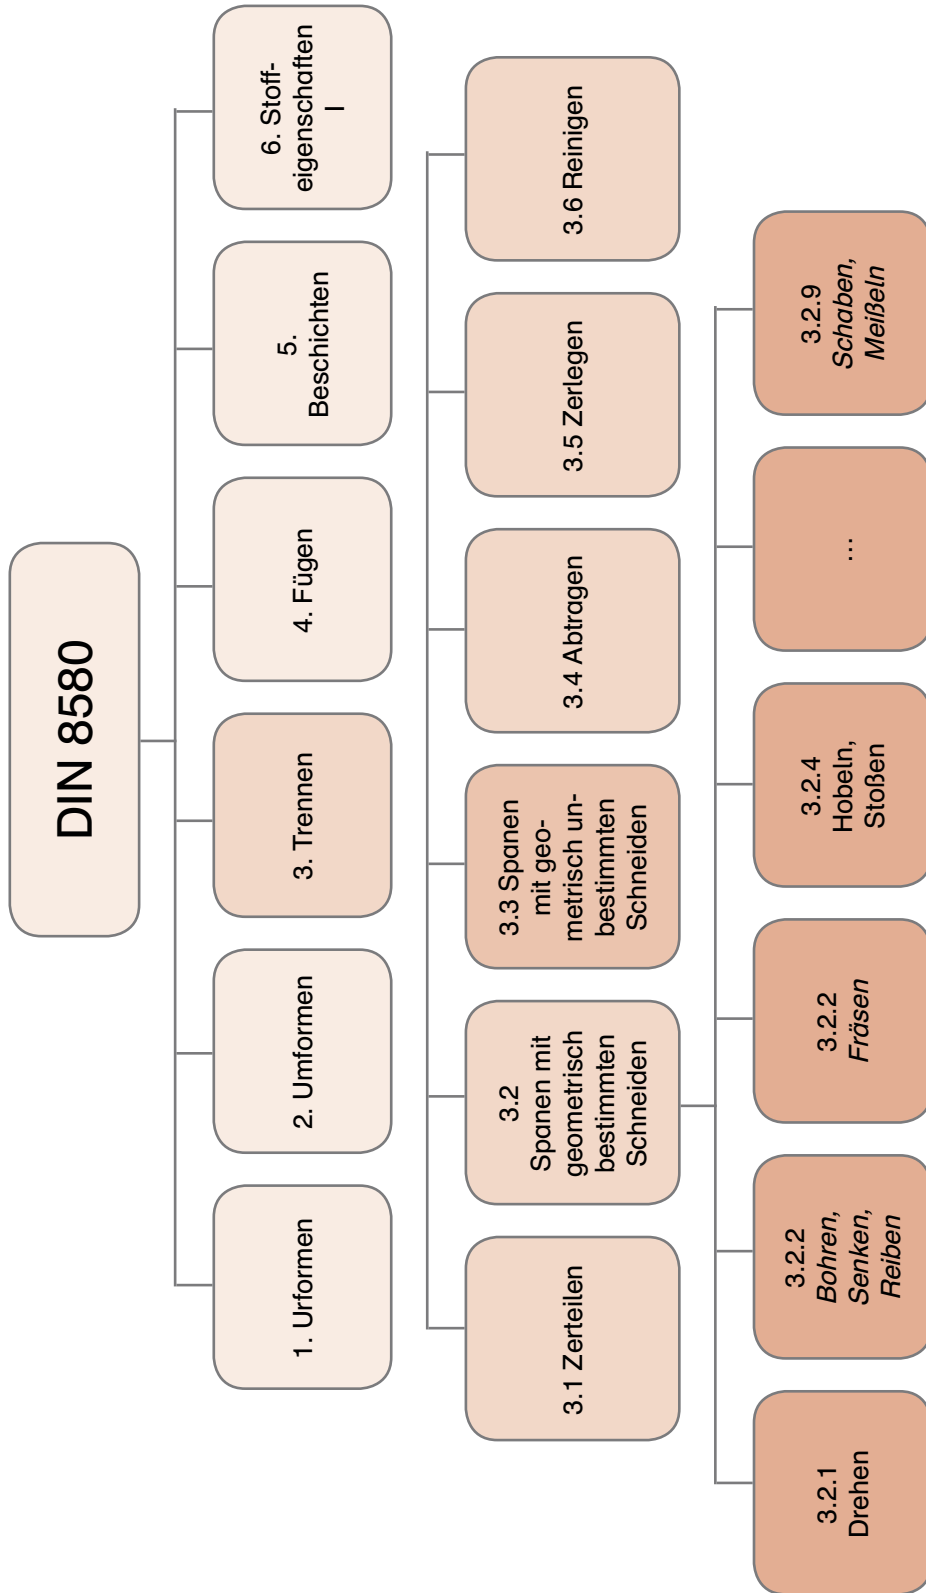 DIN 8580
1. Urformen
2. Umformen
3. Trennen
4. Fügen
5.
Beschichten
6. Stoff-
eigenschaften
I
3.1 Zerteilen
3.2
Spanen mit
geometrisch
bestimmten
Schneiden
3.3 Spanen
mit geo-
metrisch un-
bestimmten
Schneiden
3.4 Abtragen
3.5 Zerlegen
3.6 Reinigen
3.2.1
Drehen
3.2.2
Bohren,
Senken,
Reiben
3.2.2
Fräsen
3.2.4
Hobeln,
Stoßen
…
3.2.9
Schaben,
Meißeln